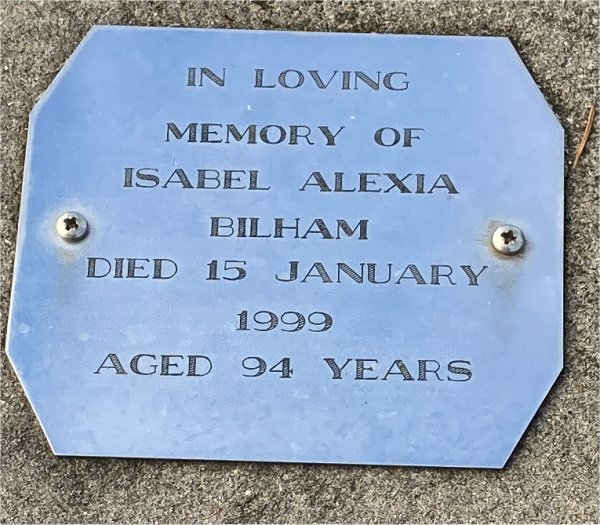 IN LOVING
MEMORY OF
ISABEL ALEXIA
BILHAM
DIED 15 JANUARY
1999
AGED 94 YEARS